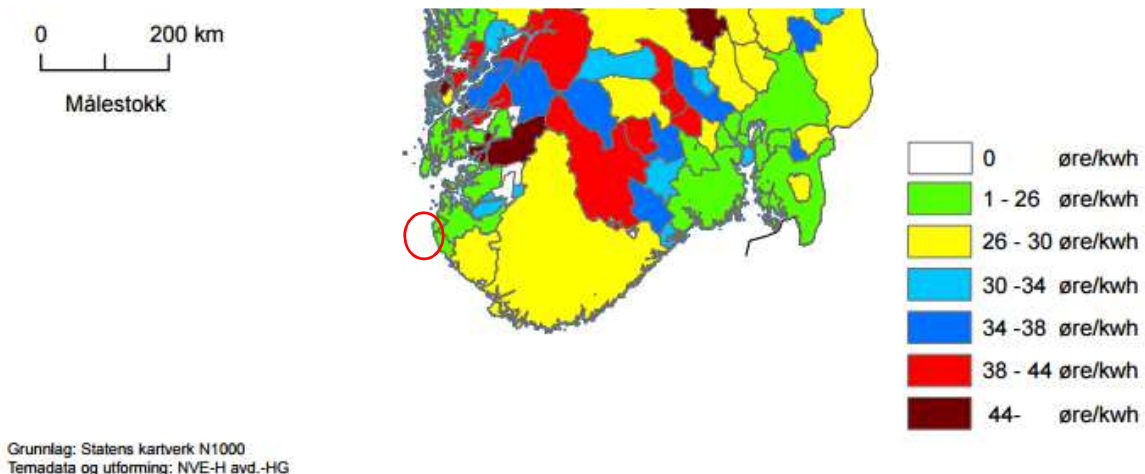 0 200 km
Målestokk
0 øre/kwh
1 - 26 øre/kwh
26 - 30 øre/kwh
30 -34 øre/kwh
34 -38 øre/kwh
38 - 44 øre/kwh
44- øre/kwh
Grunnlag: Statens kartverk N1000
Temadata og utforming: NVE-H avd.-HG